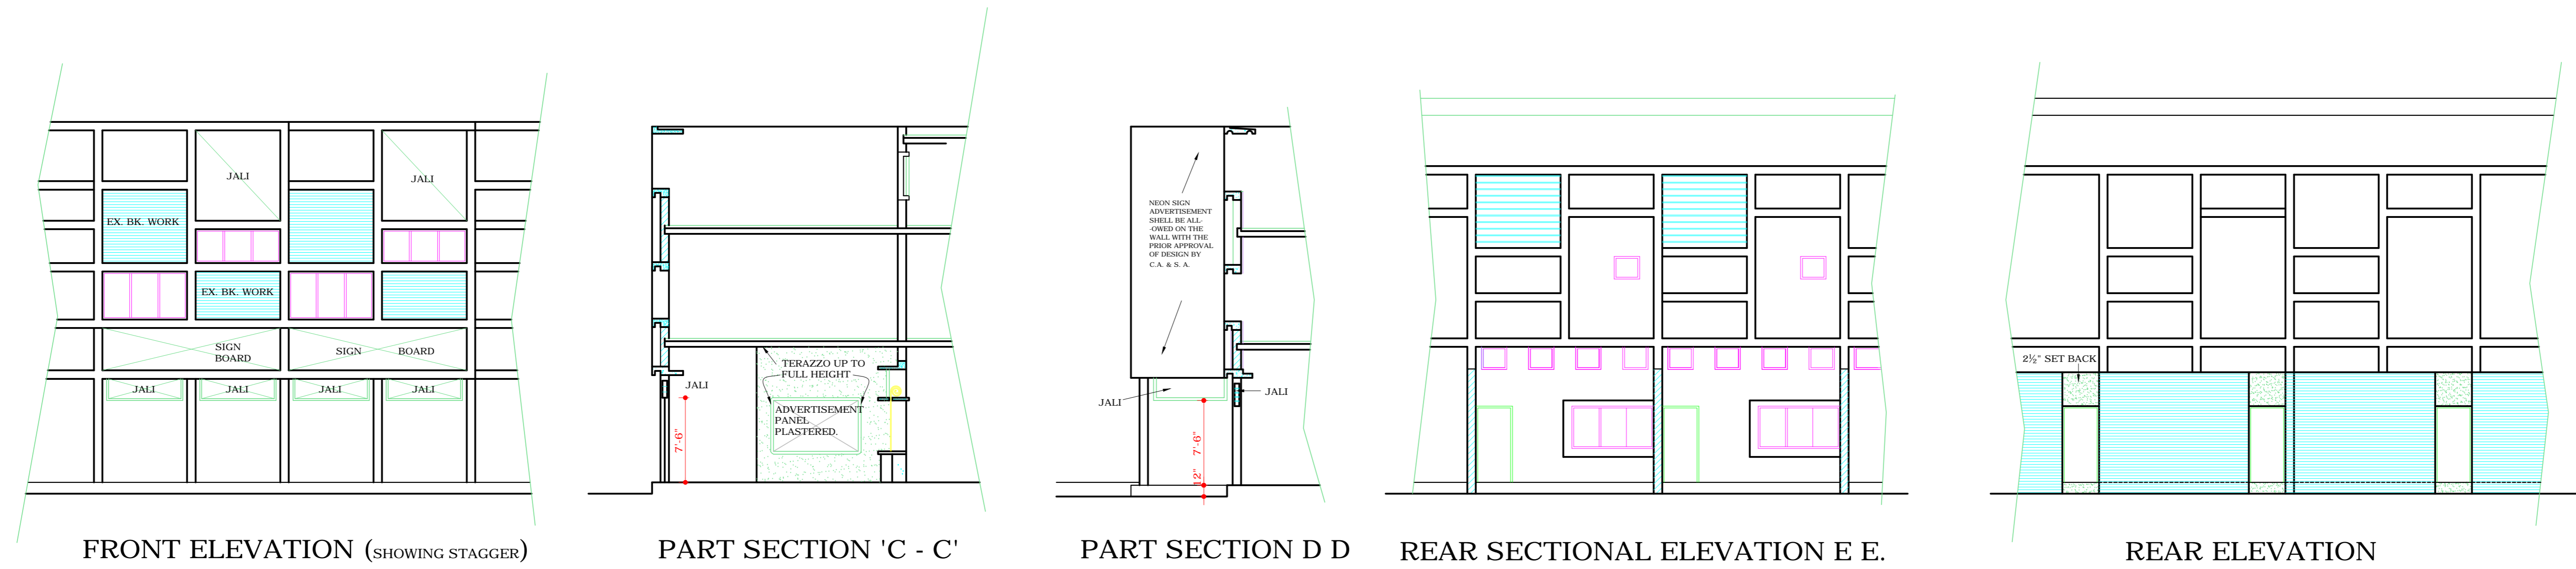 JALI
JALI
EX. BK. WORK
EX. BK. WORK
SIGN
BOARD
SIGN BOARD
JALI
JALI
JALI
JALI
FRONT ELEVATION (SHOWING STAGGER)
TERAZZO UP TO
FULL HEIGHT
JALI
ADVERTISEMENT
PANEL
PLASTERED.
7'-6"
PART SECTION 'C - C'
NEON SIGN
ADVERTISEMENT
SHELL BE ALL-
-OWED ON THE
WALL WITH THE
PRIOR APPROVAL
OF DESIGN BY
C.A. & S. A.
JALI
JALI
7'-6"
12"
PART SECTION D D
REAR SECTIONAL ELEVATION E E.
2½" SET BACK
REAR ELEVATION